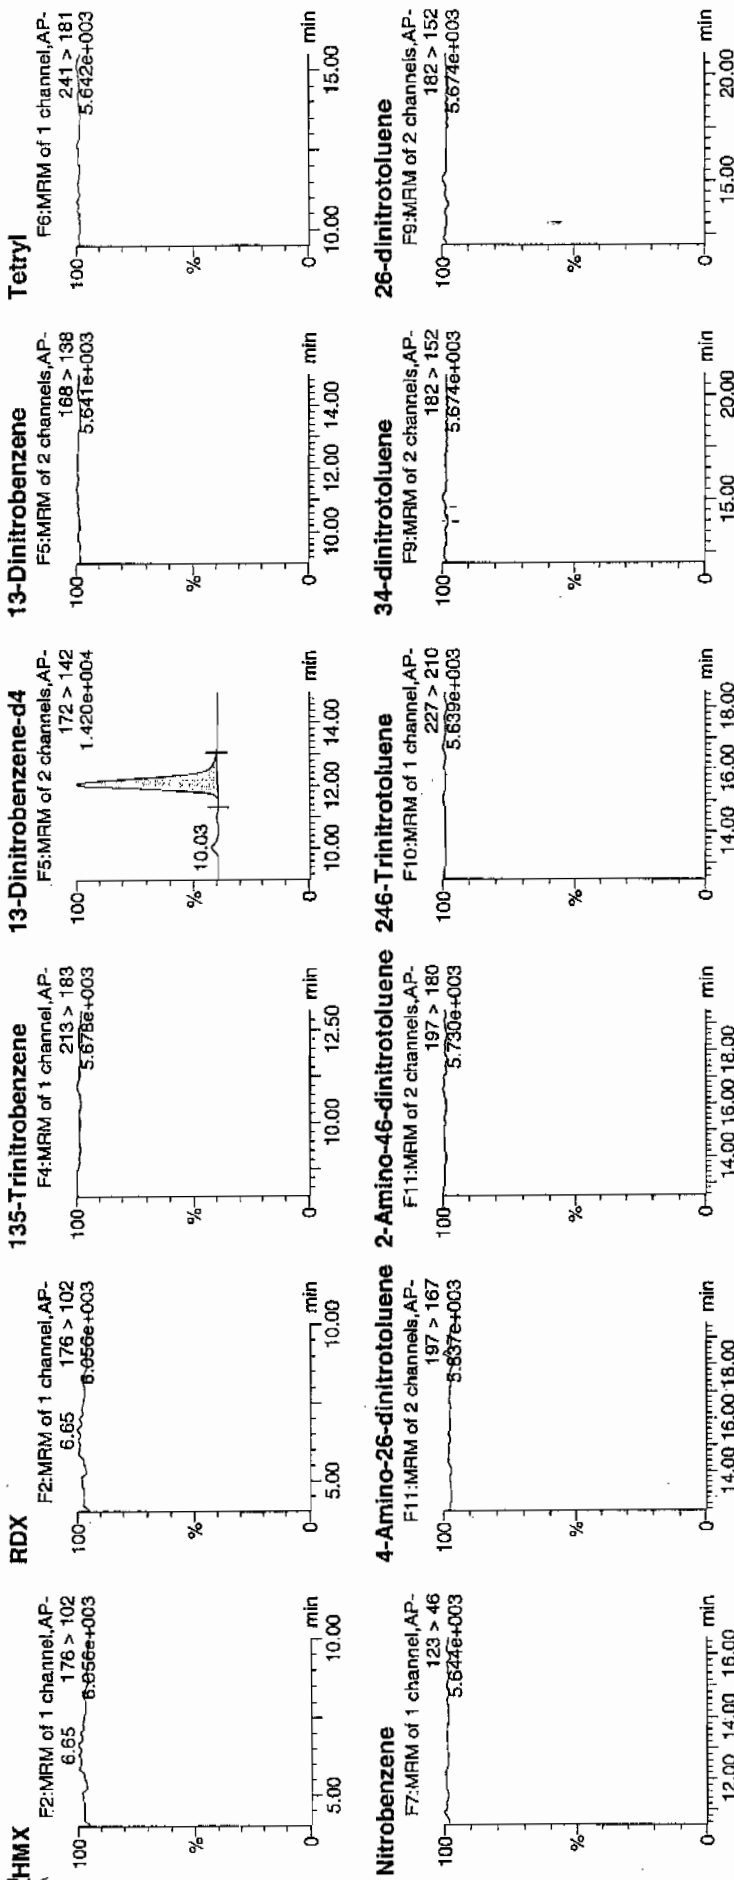 HMX
F2:MRM of 1 channel,AP-
176 > 102
6.056e+003
6.65
100
%
0
5.00 10.00
min
RDX
F2:MRM of 1 channel,AP-
176 > 102
6.056e+003
6.65
100
%
0
5.00 10.00
min
135-Trinitrobenzene
F4:MRM of 1 channel,AP-
213 > 183
5.678e+003
100
%
0
10.00 12.50
min
13-Dinitrobenzene-d4
F5:MRM of 2 channels,AP-
172 > 142
1.420e+004
10.03
100
%
0
10.00 12.00 14.00
min
13-Dinitrobenzene
F5:MRM of 2 channels,AP-
168 > 138
5.641e+003
100
%
0
10.00 12.00 14.00
min
Tetryl
F6:MRM of 1 channel,AP-
241 > 181
5.642e+003
100
%
0
10.00 15.00
min
Nitrobenzene
F7:MRM of 1 channel,AP-
123 > 46
5.644e+003
100
%
0
12.00 14.00 16.00
min
4-Amino-26-dinitrotoluene
F11:MRM of 2 channels,AP-
197 > 167
5.837e+003
100
%
0
14.00 16.00 18.00
min
2-Amino-46-dinitrotoluene
F11:MRM of 2 channels,AP-
197 > 180
5.730e+003
100
%
0
14.00 16.00 18.00
min
246-Trinitrotoluene
F10:MRM of 1 channel,AP-
227 > 210
5.639e+003
100
%
0
14.00 16.00 18.00
min
34-dinitrotoluene
F9:MRM of 2 channels,AP-
182 > 152
5.674e+003
100
%
0
15.00 20.00
min
26-dinitrotoluene
F9:MRM of 2 channels,AP-
182 > 152
5.674e+003
100
%
0
15.00 20.00
min